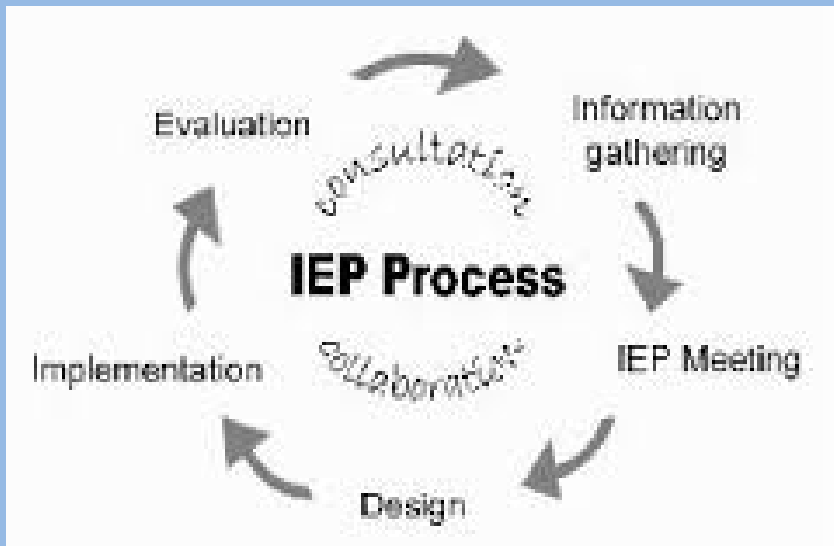 Evaluation
Information
gathering
consultation
IEP Process
collaboration
Implementation
IEP Meeting
Design